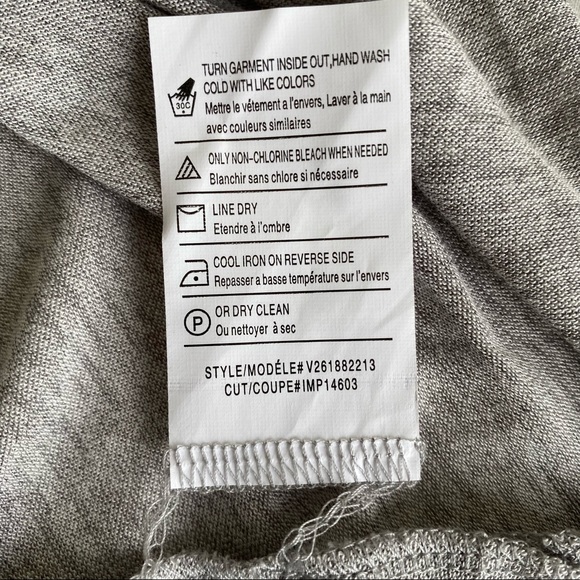 TURN GARMENT INSIDE OUT,HAND WASH
COLD WITH LIKE COLORS
30C
Mettre le vétement a l'envers, Laver à la main
avec couleurs similaires
ONLY NON-CHLORINE BLEACH WHEN NEEDED
Blanchir sans chlore si nécessaire
LINE DRY
Etendre à l'ombre
COOL IRON ON REVERSE SIDE
Repasser a basse température sur l'envers
P
OR DRY CLEAN
Ou nettoyer à sec
STYLE/MODÉLE#V261882213
CUT/COUPE#IMP14603